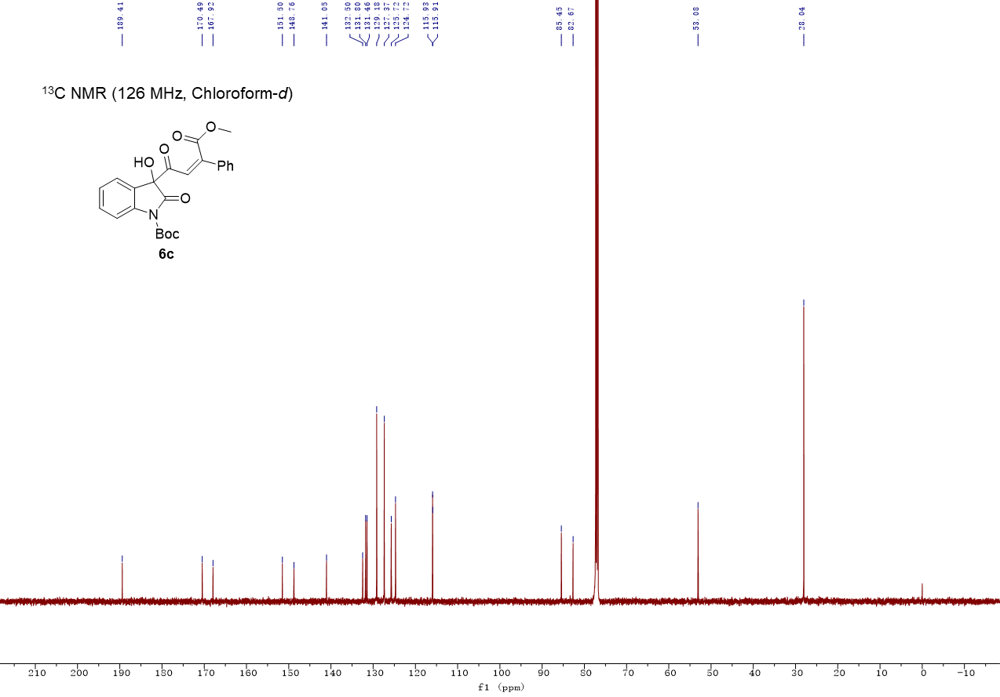 189.41
170.49
167.92
151.50
148.76
141.05
132.50
131.80
131.46
129.18
127.37
125.72
124.72
115.93
115.91
85.45
82.67
53.08
28.04
13C NMR (126 MHz, Chloroform-d)
O
O
O
HO
Ph
O
N
Boc
6c
210 200 190 180 170 160 150 140 130 120 110 100 90 80 70 60 50 40 30 20 10 0 -10
f1 (ppm)